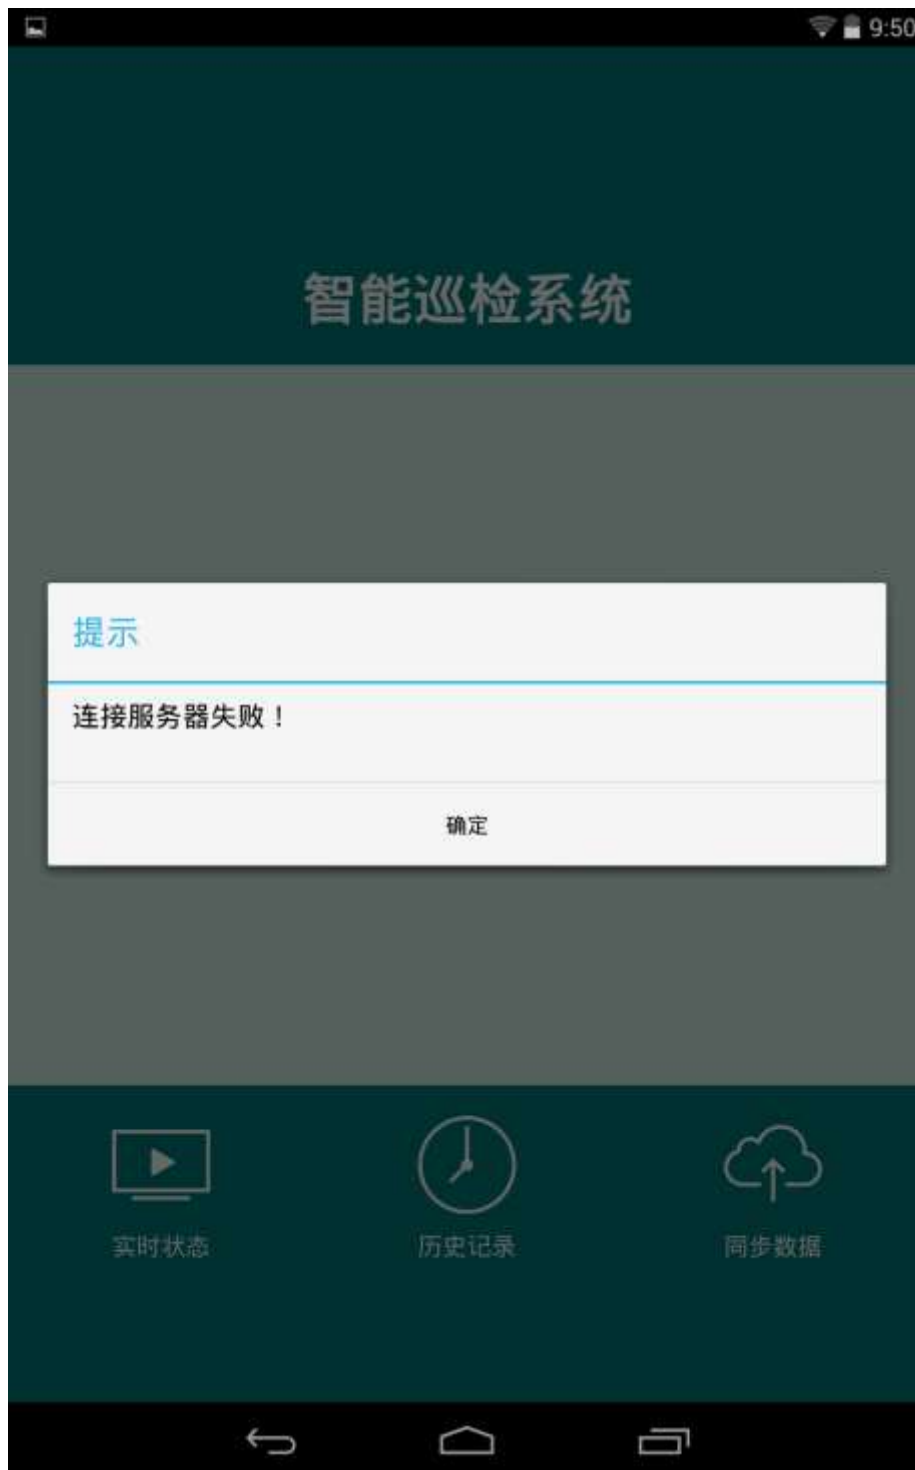 9:50
智能巡检系统
提示
连接服务器失败！
确定
实时状态 历史记录 同步数据